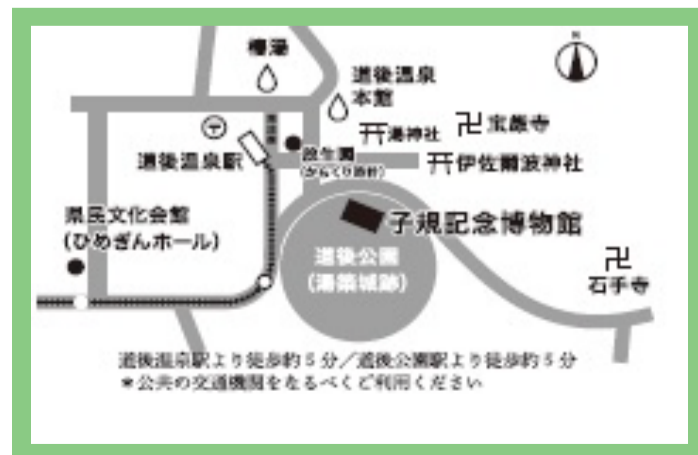 N
椿湯
道後温泉
本館
湯神社
宝厳寺
道後温泉駅
放生園
(からくり時計)
伊佐爾波神社
県民文化会館
(ひめぎんホール)
子規記念博物館
道後公園
(湯築城跡)
石手寺
道後温泉駅より徒歩約5分／道後公園駅より徒歩約5分
＊公共の交通機関をなるべくご利用ください